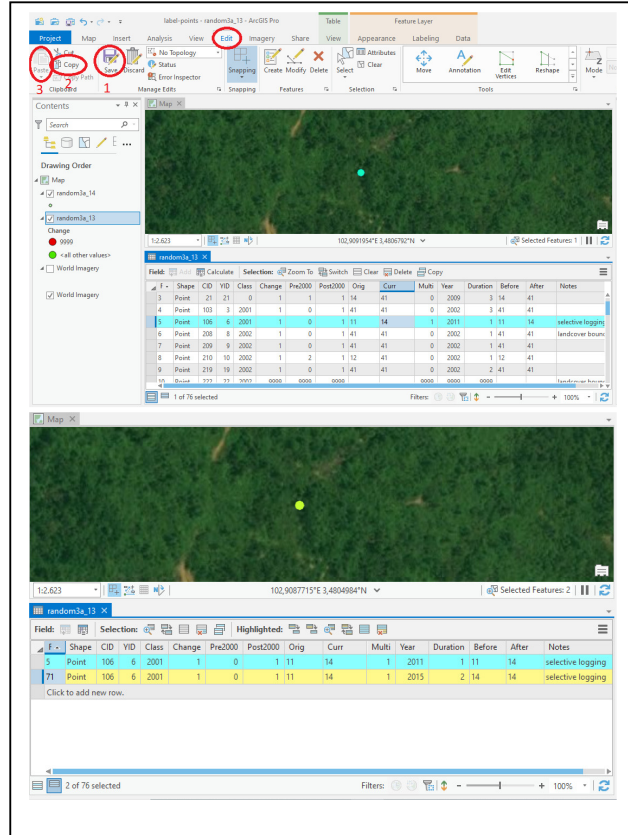 label-points - random3a_13 - ArcGIS Pro
Table Feature Layer
Project Map Insert Analysis View Edit Imagery Share View Appearance Labeling Data
Cut
Copy
Copy Path
Paste
Save Discard
No Topology
Status
Error Inspector
Snapping
Create Modify Delete
Select
Attributes
Clear
Move Annotation Edit Vertices Reshape
Mode
3 2 1
Clipboard Manage Edits Snapping Features Selection Tools
Contents
Map
Search
Drawing Order
Map
random3a_14
random3a_13
Change
9999
<all other values>
World Imagery
World Imagery
1:2.623 102,9091954°E 3,4806792°N Selected Features: 1
random3a_13
Field: Add Calculate Selection: Zoom To Switch Clear Delete Copy
F Shape CID YID Class Change Pre2000 Post2000 Orig Curr Multi Year Duration Before After Notes
3 Point 21 21 0 1 1 1 14 41 0 2009 3 14 41
4 Point 103 3 2001 1 0 1 41 41 0 2002 3 41 41
5 Point 106 6 2001 1 0 1 11 14 1 2011 1 11 14 selective logging
6 Point 208 8 2002 1 0 1 41 41 0 2002 1 41 41 landcover boun
7 Point 209 9 2002 1 0 1 41 41 0 2002 1 41 41
8 Point 210 10 2002 1 2 1 12 41 0 2002 1 12 41
9 Point 219 19 2002 1 0 1 41 41 0 2002 2 41 41
10 Point 222 22 2002 9999 9999 9999 9999 9999 9999 landcover boun
1 of 76 selected Filters: 100%
Map
1:2.623 102,9087715°E 3,4804984°N Selected Features: 2
random3a_13
Field: Selection: Highlighted:
F Shape CID YID Class Change Pre2000 Post2000 Orig Curr Multi Year Duration Before After Notes
5 Point 106 6 2001 1 0 1 11 14 1 2011 1 11 14 selective logging
71 Point 106 6 2001 1 0 1 11 14 1 2015 2 14 14 selective logging
Click to add new row.
2 of 76 selected Filters: 100%